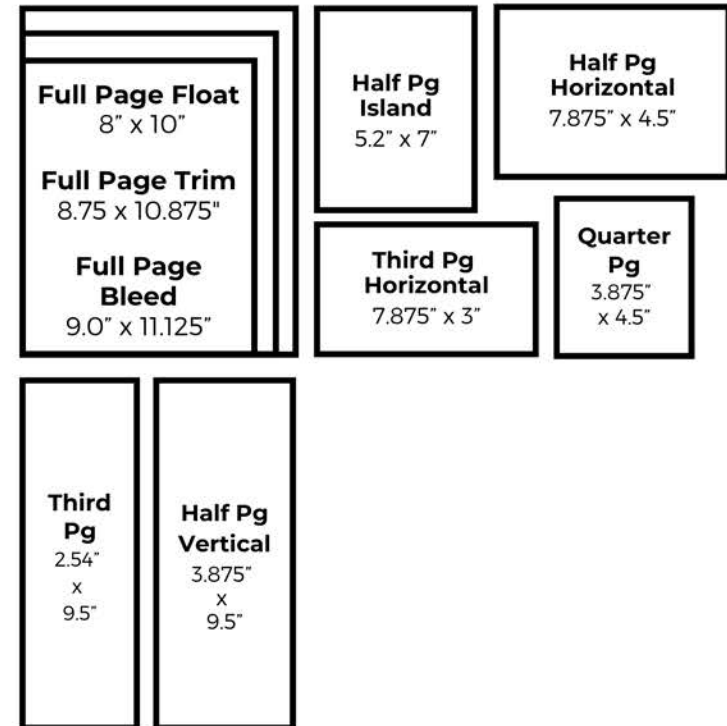 Full Page Float
8” x 10”
Full Page Trim
8.75 x 10.875"
Full Page
Bleed
9.0” x 11.125”
Half Pg
Island
5.2” x 7”
Half Pg
Horizontal
7.875” x 4.5”
Third Pg
Horizontal
7.875” x 3”
Quarter
Pg
3.875”
x 4.5”
Third
Pg
2.54”
x
9.5”
Half Pg
Vertical
3.875”
x
9.5”